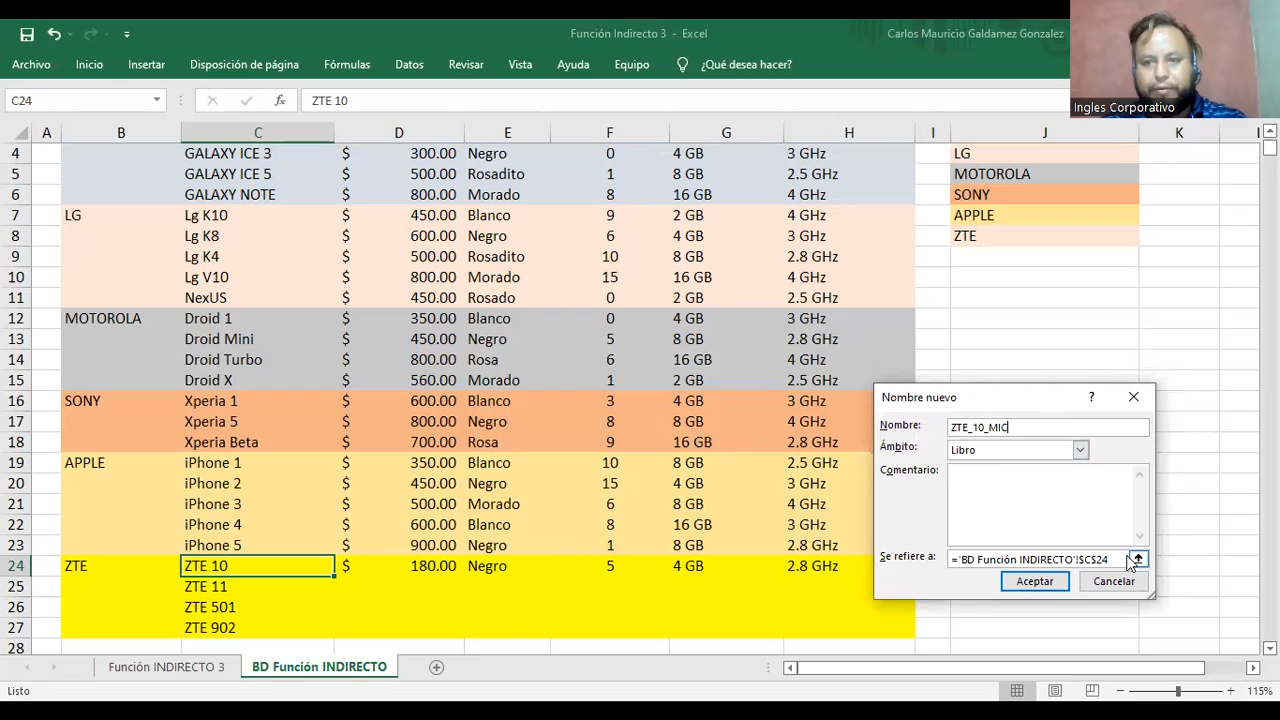 Función Indirecto 3 - Excel
Carlos Mauricio Galdamez Gonzalez
Archivo Inicio Insertar Disposición de página Fórmulas Datos Revisar Vista Ayuda Equipo ¿Qué desea hacer?
Ingles Corporativo
C24 fx ZTE 10
A B C D E F G H I J K
4 GALAXY ICE 3 $ 300.00 Negro 0 4 GB 3 GHz LG
5 GALAXY ICE 5 $ 500.00 Rosadito 1 8 GB 2.5 GHz MOTOROLA
6 GALAXY NOTE $ 800.00 Morado 8 16 GB 4 GHz SONY
7 LG Lg K10 $ 450.00 Blanco 9 2 GB 4 GHz APPLE
8 Lg K8 $ 600.00 Negro 6 4 GB 3 GHz ZTE
9 Lg K4 $ 500.00 Rosadito 10 8 GB 2.8 GHz
10 Lg V10 $ 800.00 Morado 15 16 GB 4 GHz
11 NexUS $ 450.00 Rosado 0 2 GB 2.5 GHz
12 MOTOROLA Droid 1 $ 350.00 Blanco 0 4 GB 3 GHz
13 Droid Mini $ 450.00 Negro 5 8 GB 2.8 GHz
14 Droid Turbo $ 800.00 Rosa 6 16 GB 4 GHz
15 Droid X $ 560.00 Morado 1 2 GB 2.5 GHz
16 SONY Xperia 1 $ 600.00 Blanco 3 4 GB 3 GHz
17 Xperia 5 $ 800.00 Negro 8 8 GB 4 GHz
18 Xperia Beta $ 700.00 Rosa 9 16 GB 2.8 GHz
19 APPLE iPhone 1 $ 350.00 Blanco 10 8 GB 2.5 GHz
20 iPhone 2 $ 450.00 Negro 15 4 GB 3 GHz
21 iPhone 3 $ 500.00 Morado 6 8 GB 4 GHz
22 iPhone 4 $ 600.00 Blanco 8 16 GB 3 GHz
23 iPhone 5 $ 900.00 Negro 1 8 GB 2.5 GHz
24 ZTE ZTE 10 $ 180.00 Negro 5 4 GB 2.8 GHz
25 ZTE 11
26 ZTE 501
27 ZTE 902
28
Nombre nuevo ?
Nombre: ZTE_10_MIC
Ámbito: Libro
Comentario:
Se refiere a: ='BD Función INDIRECTO'!$C$24
Aceptar Cancelar
Función INDIRECTO 3 BD Función INDIRECTO
Listo 115%